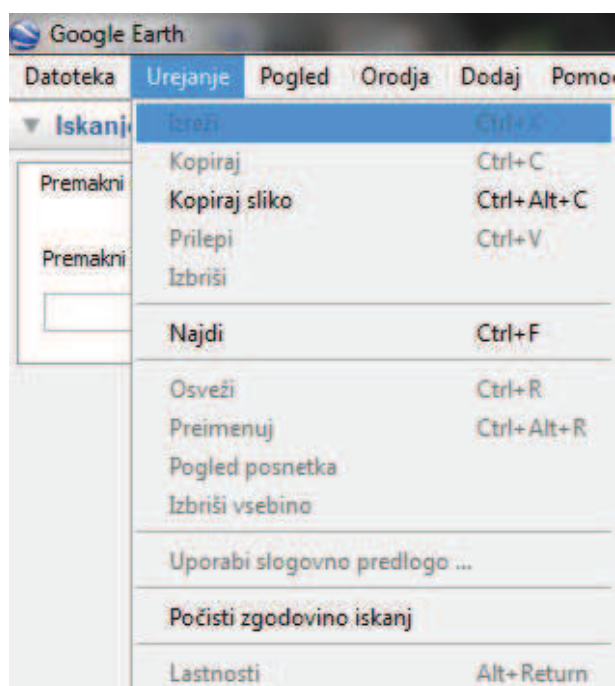 Google Earth
Datoteka Urejanje Pogled Orodja Dodaj Pomo
Iskanj
Izreži Ctrl+X
Kopiraj Ctrl+C
Premakni
Kopiraj sliko Ctrl+Alt+C
Prilepi Ctrl+V
Premakni
Izbriši
Najdi Ctrl+F
Osveži Ctrl+R
Preimenuj Ctrl+Alt+R
Pogled posnetka
Izbriši vsebino
Uporabi slogovno predlogo ...
Počisti zgodovino iskanj
Lastnosti Alt+Return